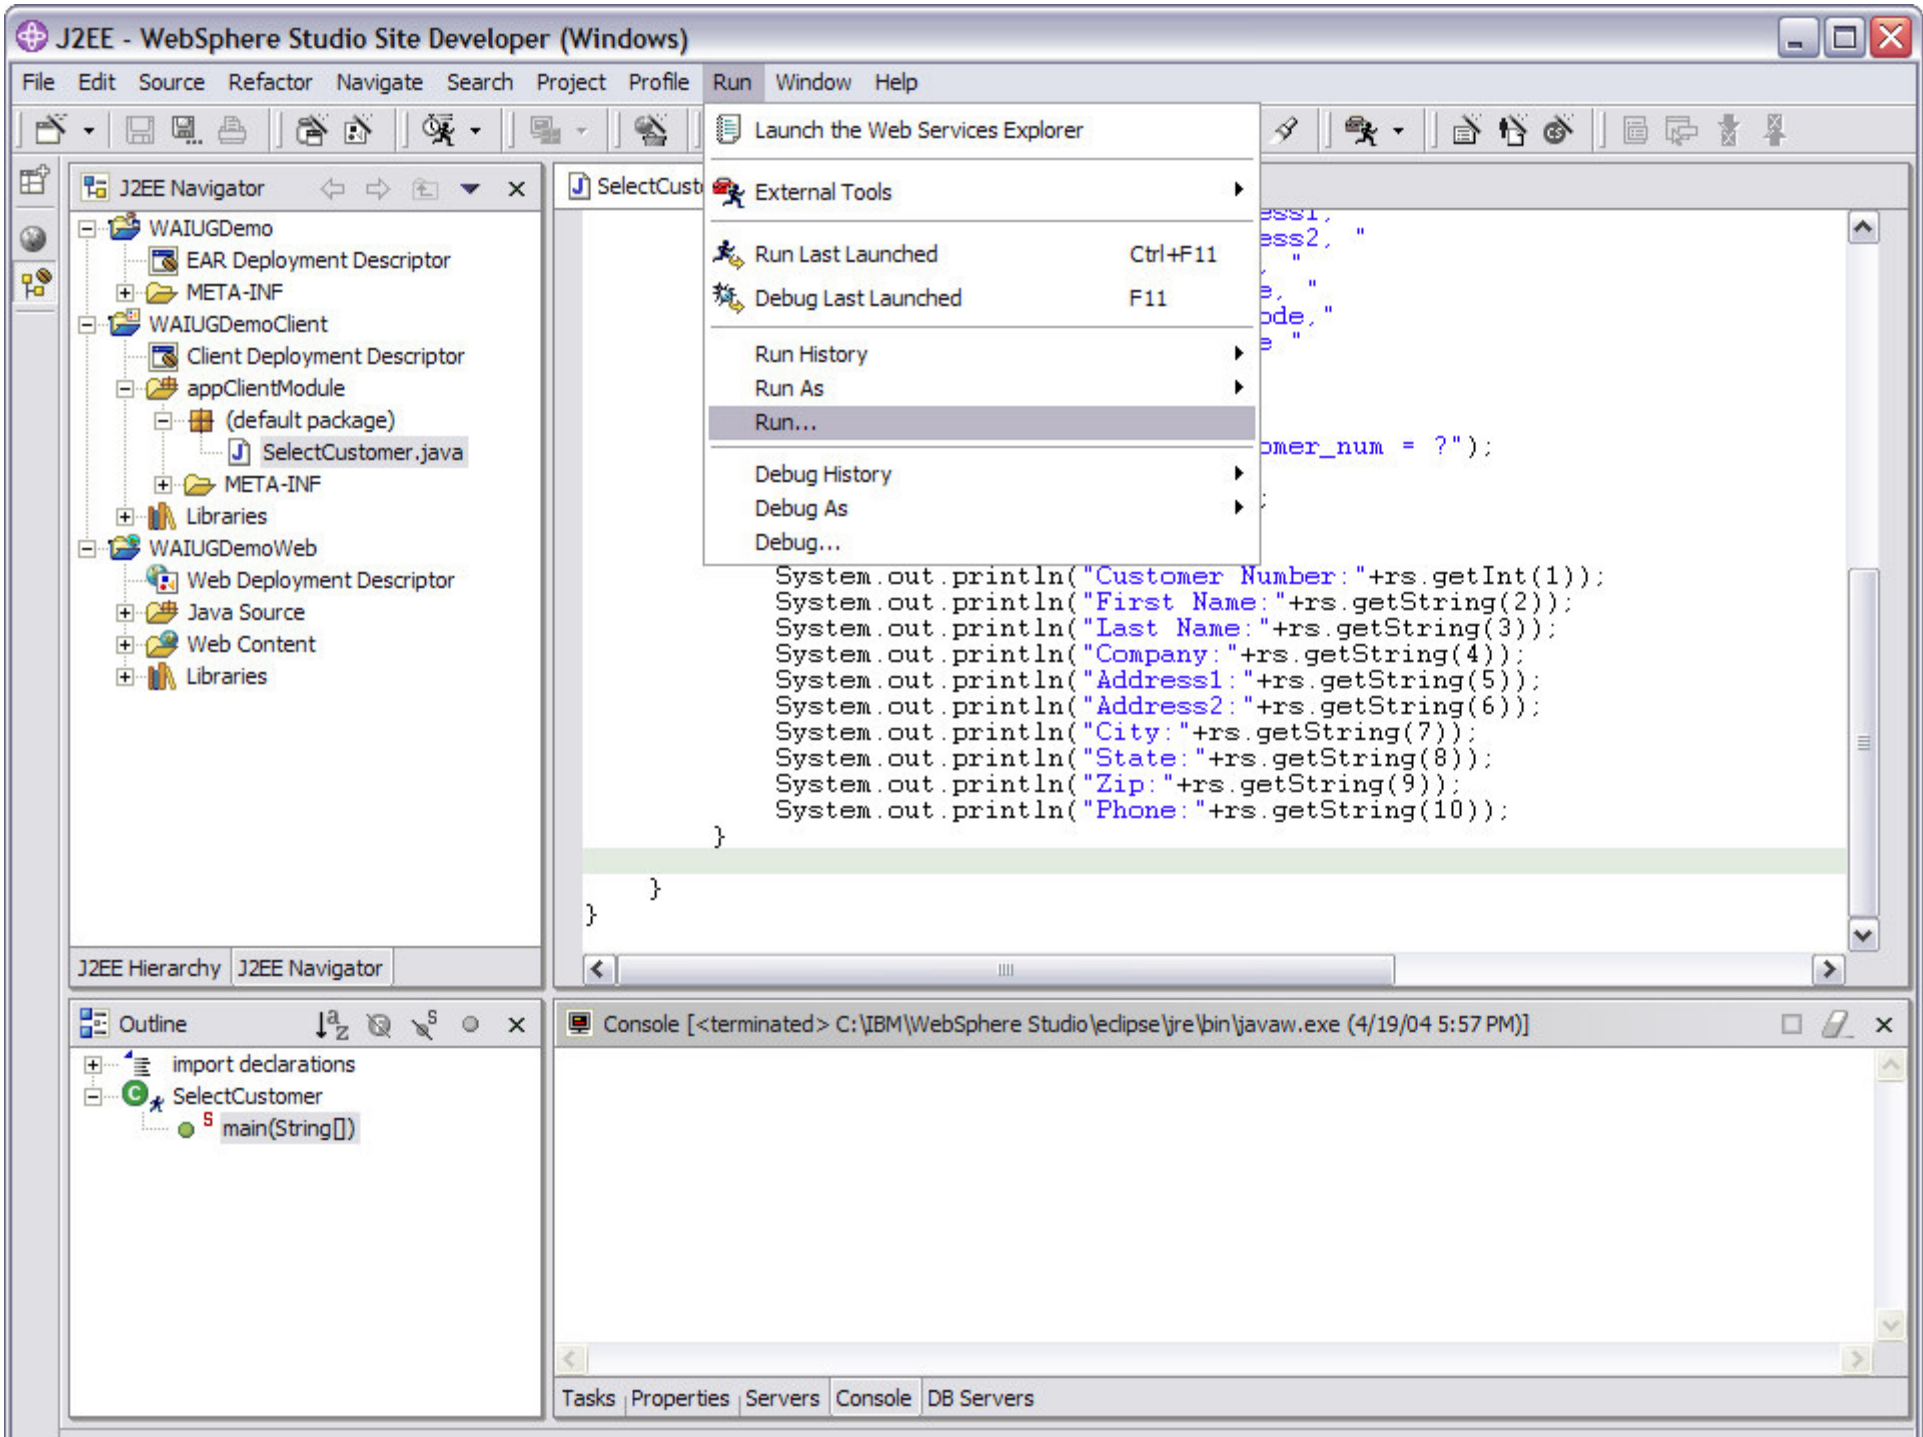 J2EE - WebSphere Studio Site Developer (Windows)
File Edit Source Refactor Navigate Search Project Profile Run Window Help
Launch the Web Services Explorer
External Tools
Run Last Launched Ctrl+F11
Debug Last Launched F11
Run History
Run As
Run...
Debug History
Debug As
Debug...
J2EE Navigator
WAIUGDemo
EAR Deployment Descriptor
META-INF
WAIUGDemoClient
Client Deployment Descriptor
appClientModule
(default package)
SelectCustomer.java
META-INF
Libraries
WAIUGDemoWeb
Web Deployment Descriptor
Java Source
Web Content
Libraries
J2EE Hierarchy J2EE Navigator
SelectCust
ess1,
ess2, "
, "
e, "
ode,"
e "
omer_num = ?");
;
System.out.println("Customer Number:"+rs.getInt(1));
System.out.println("First Name:"+rs.getString(2));
System.out.println("Last Name:"+rs.getString(3));
System.out.println("Company:"+rs.getString(4));
System.out.println("Address1:"+rs.getString(5));
System.out.println("Address2:"+rs.getString(6));
System.out.println("City:"+rs.getString(7));
System.out.println("State:"+rs.getString(8));
System.out.println("Zip:"+rs.getString(9));
System.out.println("Phone:"+rs.getString(10));
}
}
}
Outline
import declarations
SelectCustomer
main(String[])
Console [<terminated> C:\IBM\WebSphere Studio\eclipse\jre\bin\javaw.exe (4/19/04 5:57 PM)]
Tasks Properties Servers Console DB Servers